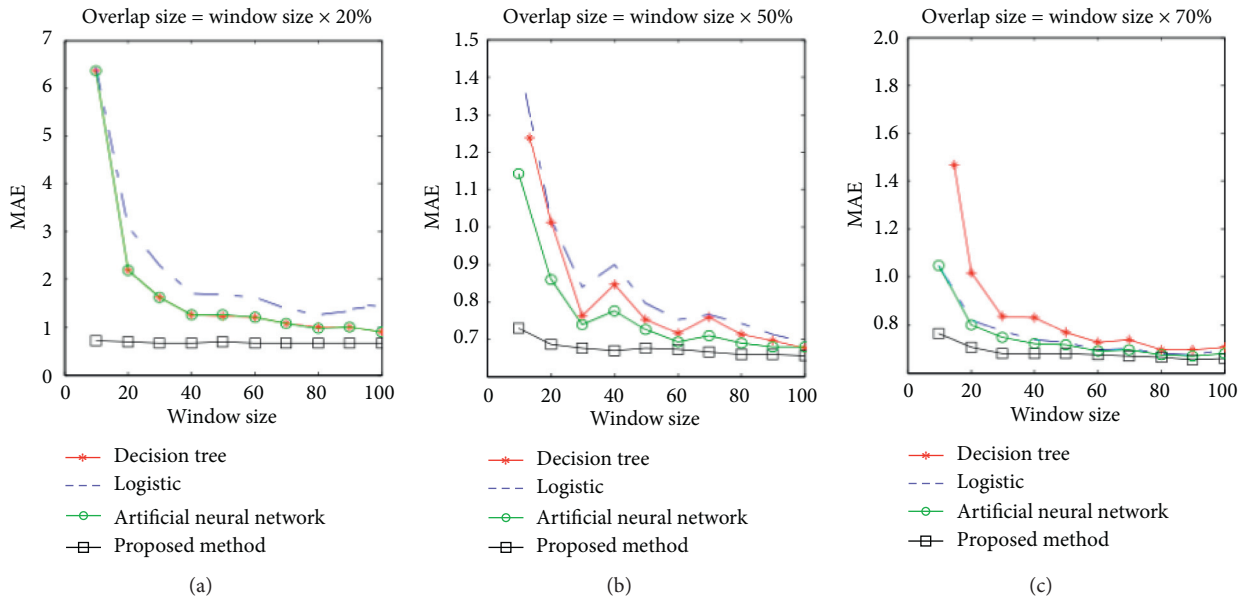 Overlap size = window size × 20%
7
6
5
4
3
2
1
0
MAE
0
20
40
60
80
100
Window size
Decision tree
Logistic
Artificial neural network
Proposed method
(a)
Overlap size = window size × 50%
1.5
1.4
1.3
1.2
1.1
1.0
0.9
0.8
0.7
MAE
0
20
40
60
80
100
Window size
Decision tree
Logistic
Artificial neural network
Proposed method
(b)
Overlap size = window size × 70%
2.0
1.8
1.6
1.4
1.2
1.0
0.8
MAE
0
20
40
60
80
100
Window size
Decision tree
Logistic
Artificial neural network
Proposed method
(c)